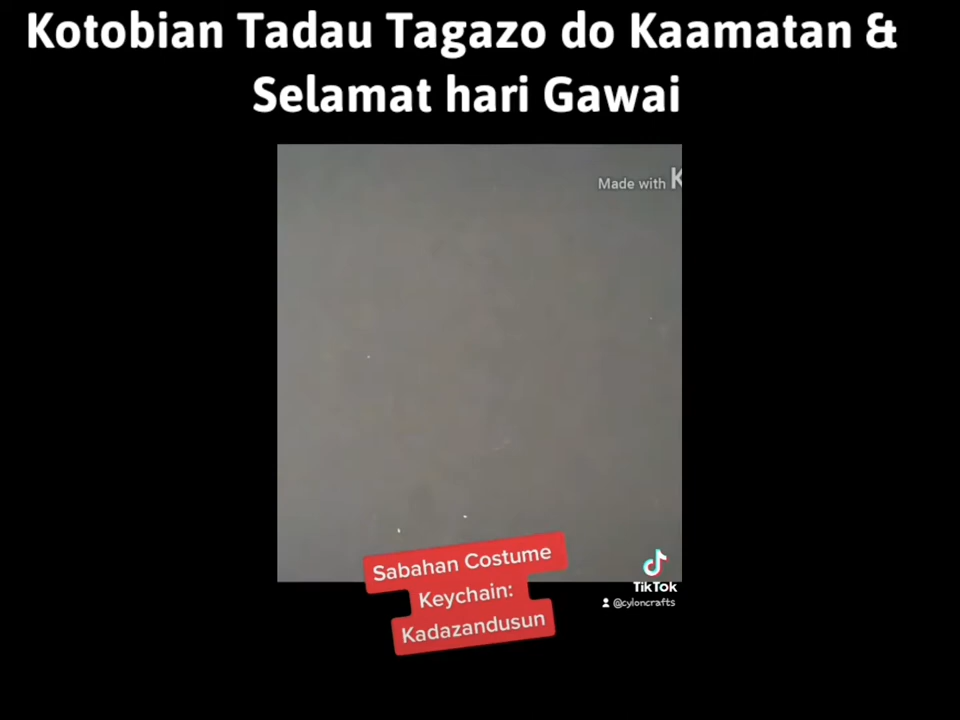 Kotobian Tadau Tagazo do Kaamatan &
Selamat hari Gawai
Made with K
Sabahan Costume
Keychain:
Kadazandusun
TikTok
@cyloncrafts